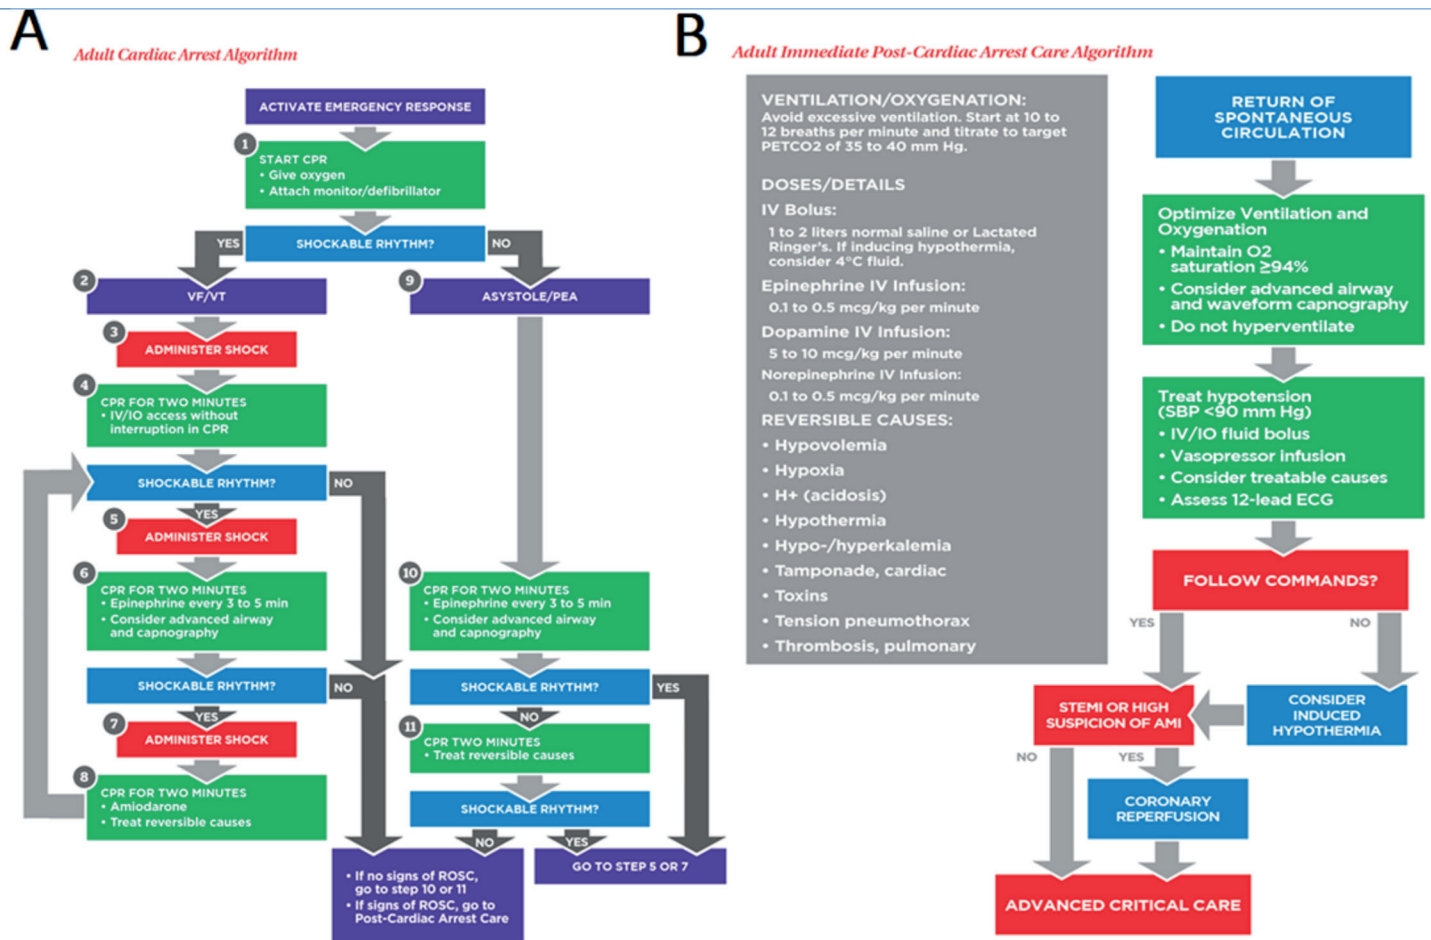 A
Adult Cardiac Arrest Algorithm
ACTIVATE EMERGENCY RESPONSE
1
START CPR
• Give oxygen
• Attach monitor/defibrillator
YES
SHOCKABLE RHYTHM?
NO
2
VF/VT
9
ASYSTOLE/PEA
3
ADMINISTER SHOCK
4
CPR FOR TWO MINUTES
• IV/IO access without
interruption in CPR
SHOCKABLE RHYTHM?
NO
YES
5
ADMINISTER SHOCK
6
CPR FOR TWO MINUTES
• Epinephrine every 3 to 5 min
• Consider advanced airway
and capnography
10
CPR FOR TWO MINUTES
• Epinephrine every 3 to 5 min
• Consider advanced airway
and capnography
SHOCKABLE RHYTHM?
NO
SHOCKABLE RHYTHM?
YES
YES
NO
7
ADMINISTER SHOCK
11
CPR TWO MINUTES
• Treat reversible causes
8
CPR FOR TWO MINUTES
• Amiodarone
• Treat reversible causes
SHOCKABLE RHYTHM?
NO
YES
• If no signs of ROSC,
go to step 10 or 11
• If signs of ROSC, go to
Post-Cardiac Arrest Care
GO TO STEP 5 OR 7
B
Adult Immediate Post-Cardiac Arrest Care Algorithm
VENTILATION/OXYGENATION:
Avoid excessive ventilation. Start at 10 to
12 breaths per minute and titrate to target
PETCO2 of 35 to 40 mm Hg.
DOSES/DETAILS
IV Bolus:
1 to 2 liters normal saline or Lactated
Ringer's. If inducing hypothermia,
consider 4°C fluid.
Epinephrine IV Infusion:
0.1 to 0.5 mcg/kg per minute
Dopamine IV Infusion:
5 to 10 mcg/kg per minute
Norepinephrine IV Infusion:
0.1 to 0.5 mcg/kg per minute
REVERSIBLE CAUSES:
• Hypovolemia
• Hypoxia
• H+ (acidosis)
• Hypothermia
• Hypo-/hyperkalemia
• Tamponade, cardiac
• Toxins
• Tension pneumothorax
• Thrombosis, pulmonary
RETURN OF
SPONTANEOUS
CIRCULATION
Optimize Ventilation and
Oxygenation
• Maintain O2
saturation ≥94%
• Consider advanced airway
and waveform capnography
• Do not hyperventilate
Treat hypotension
(SBP <90 mm Hg)
• IV/IO fluid bolus
• Vasopressor infusion
• Consider treatable causes
• Assess 12-lead ECG
FOLLOW COMMANDS?
YES
NO
STEMI OR HIGH
SUSPICION OF AMI
CONSIDER
INDUCED
HYPOTHERMIA
NO
YES
CORONARY
REPERFUSION
ADVANCED CRITICAL CARE